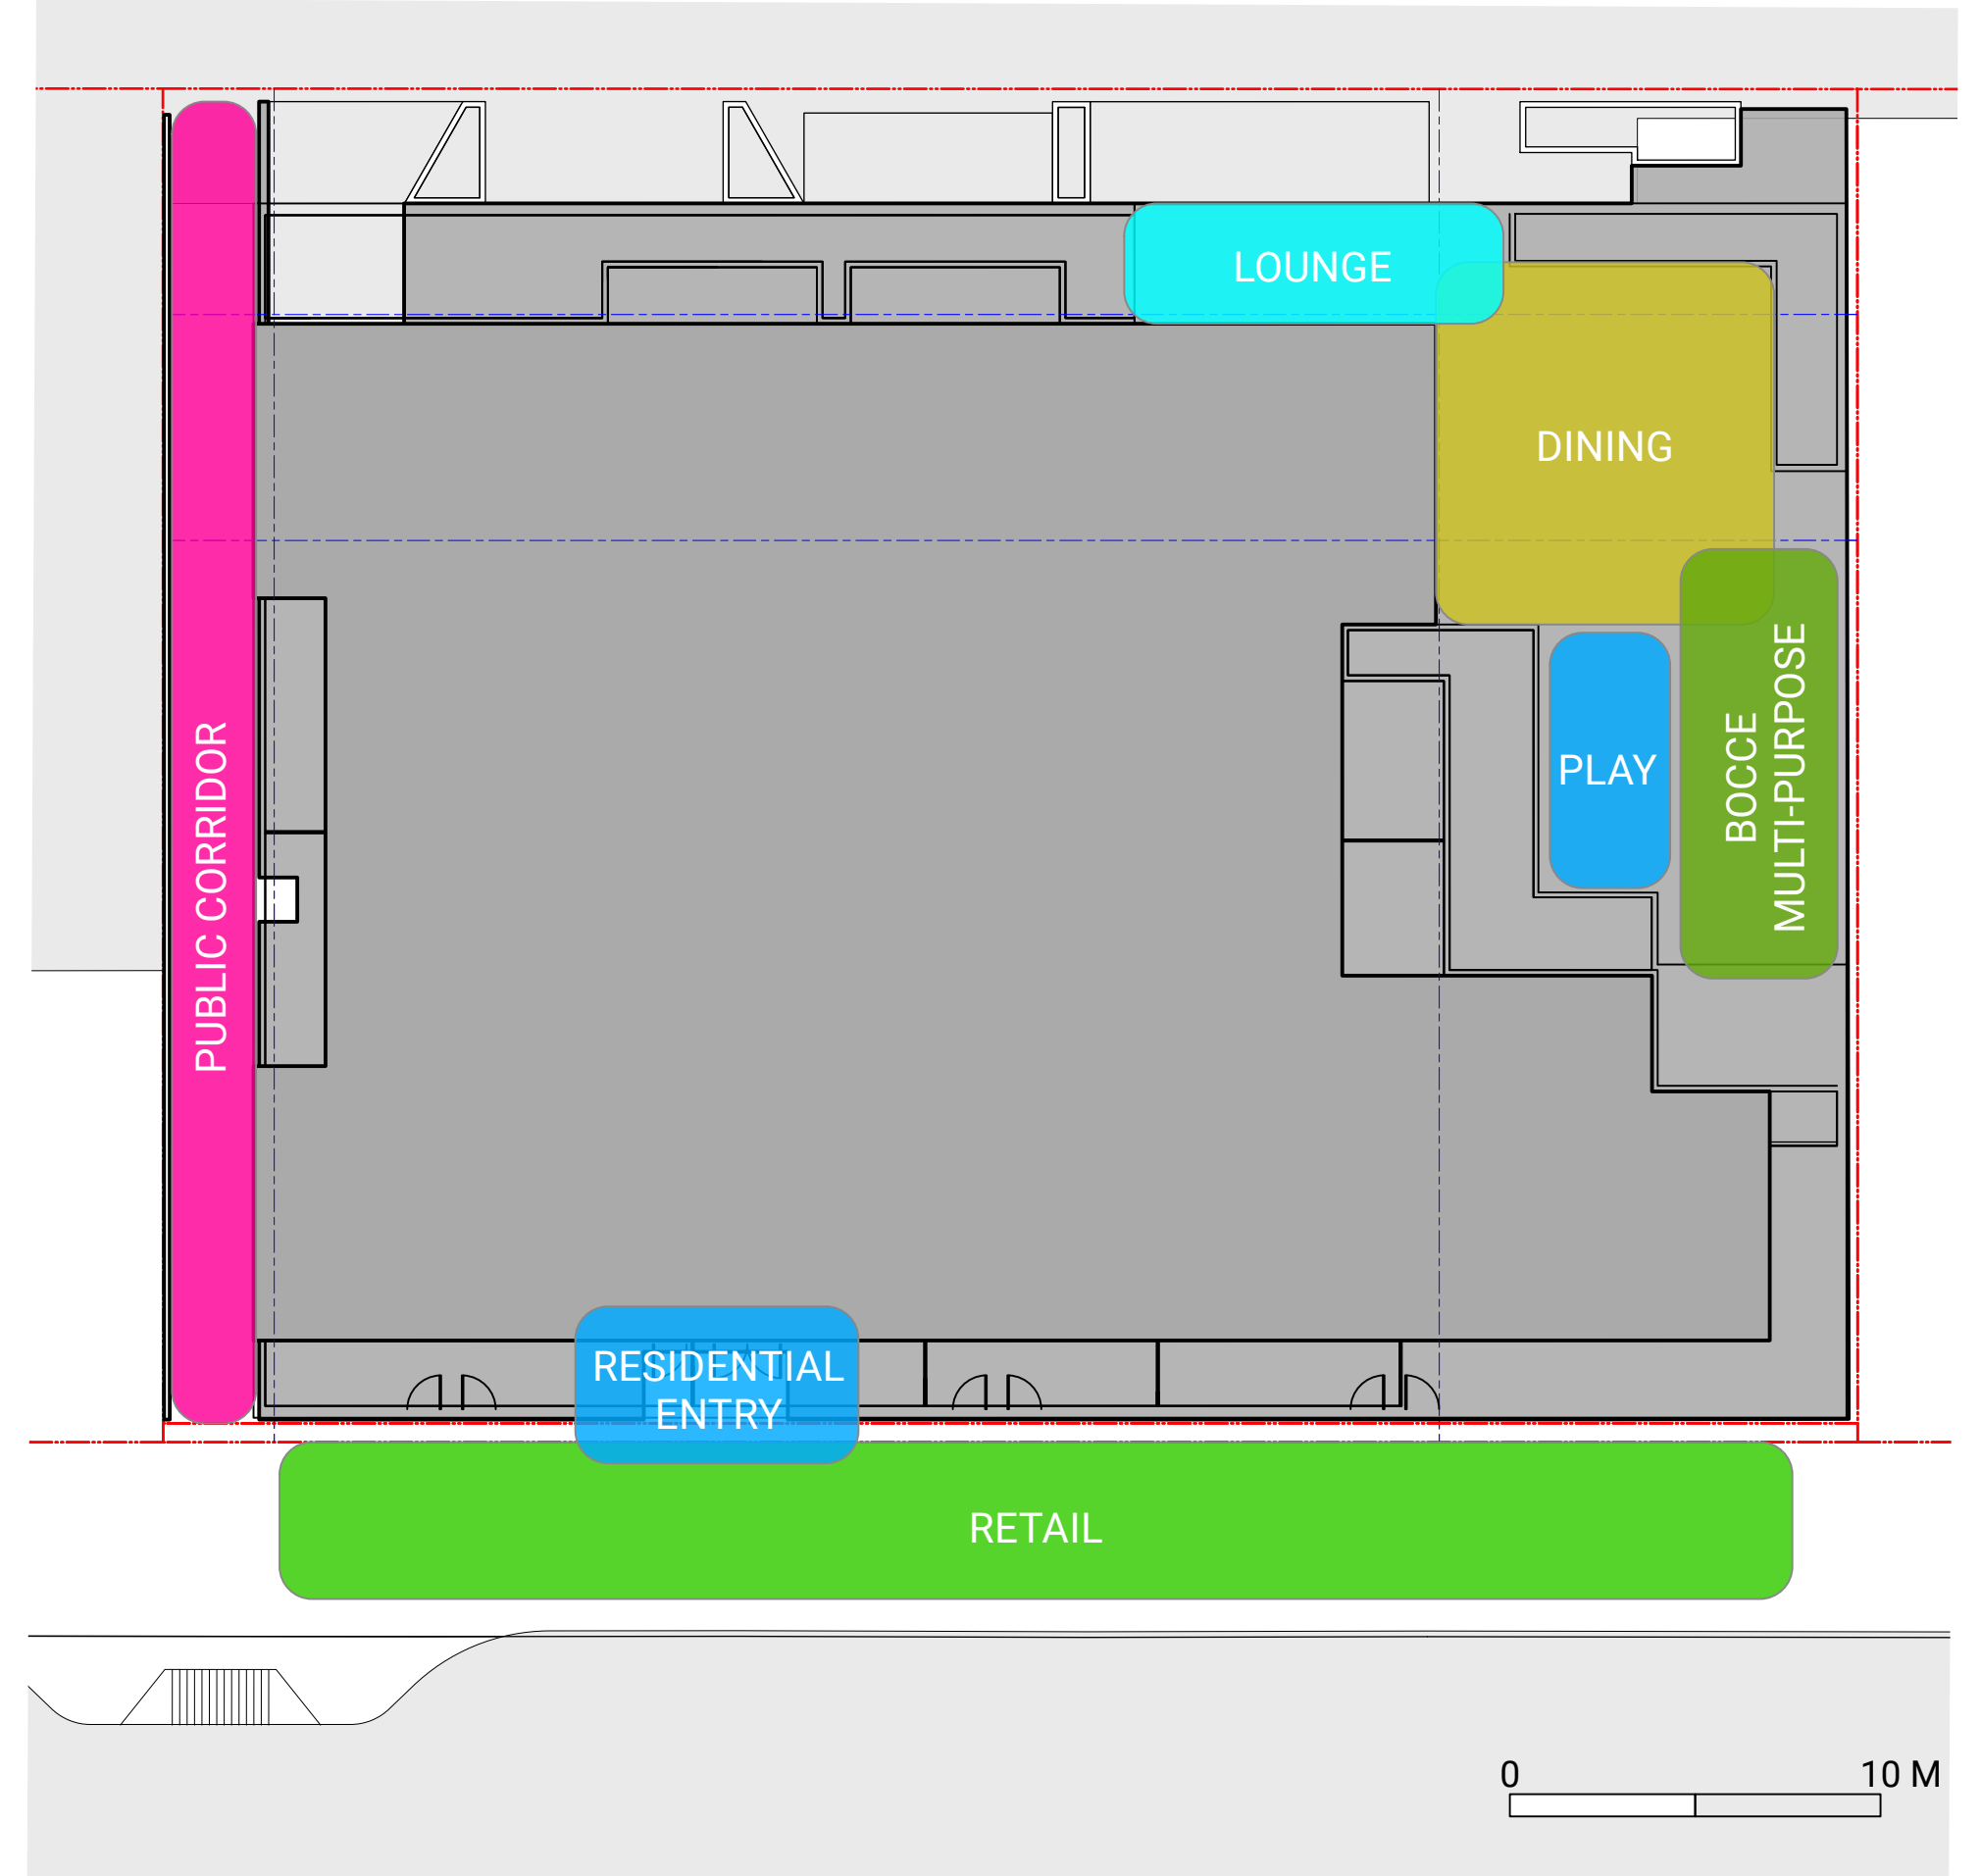 LOUNGE
DINING
PUBLIC CORRIDOR
PLAY
BOCCE
MULTI-PURPOSE
RESIDENTIAL
ENTRY
RETAIL
0 10 M